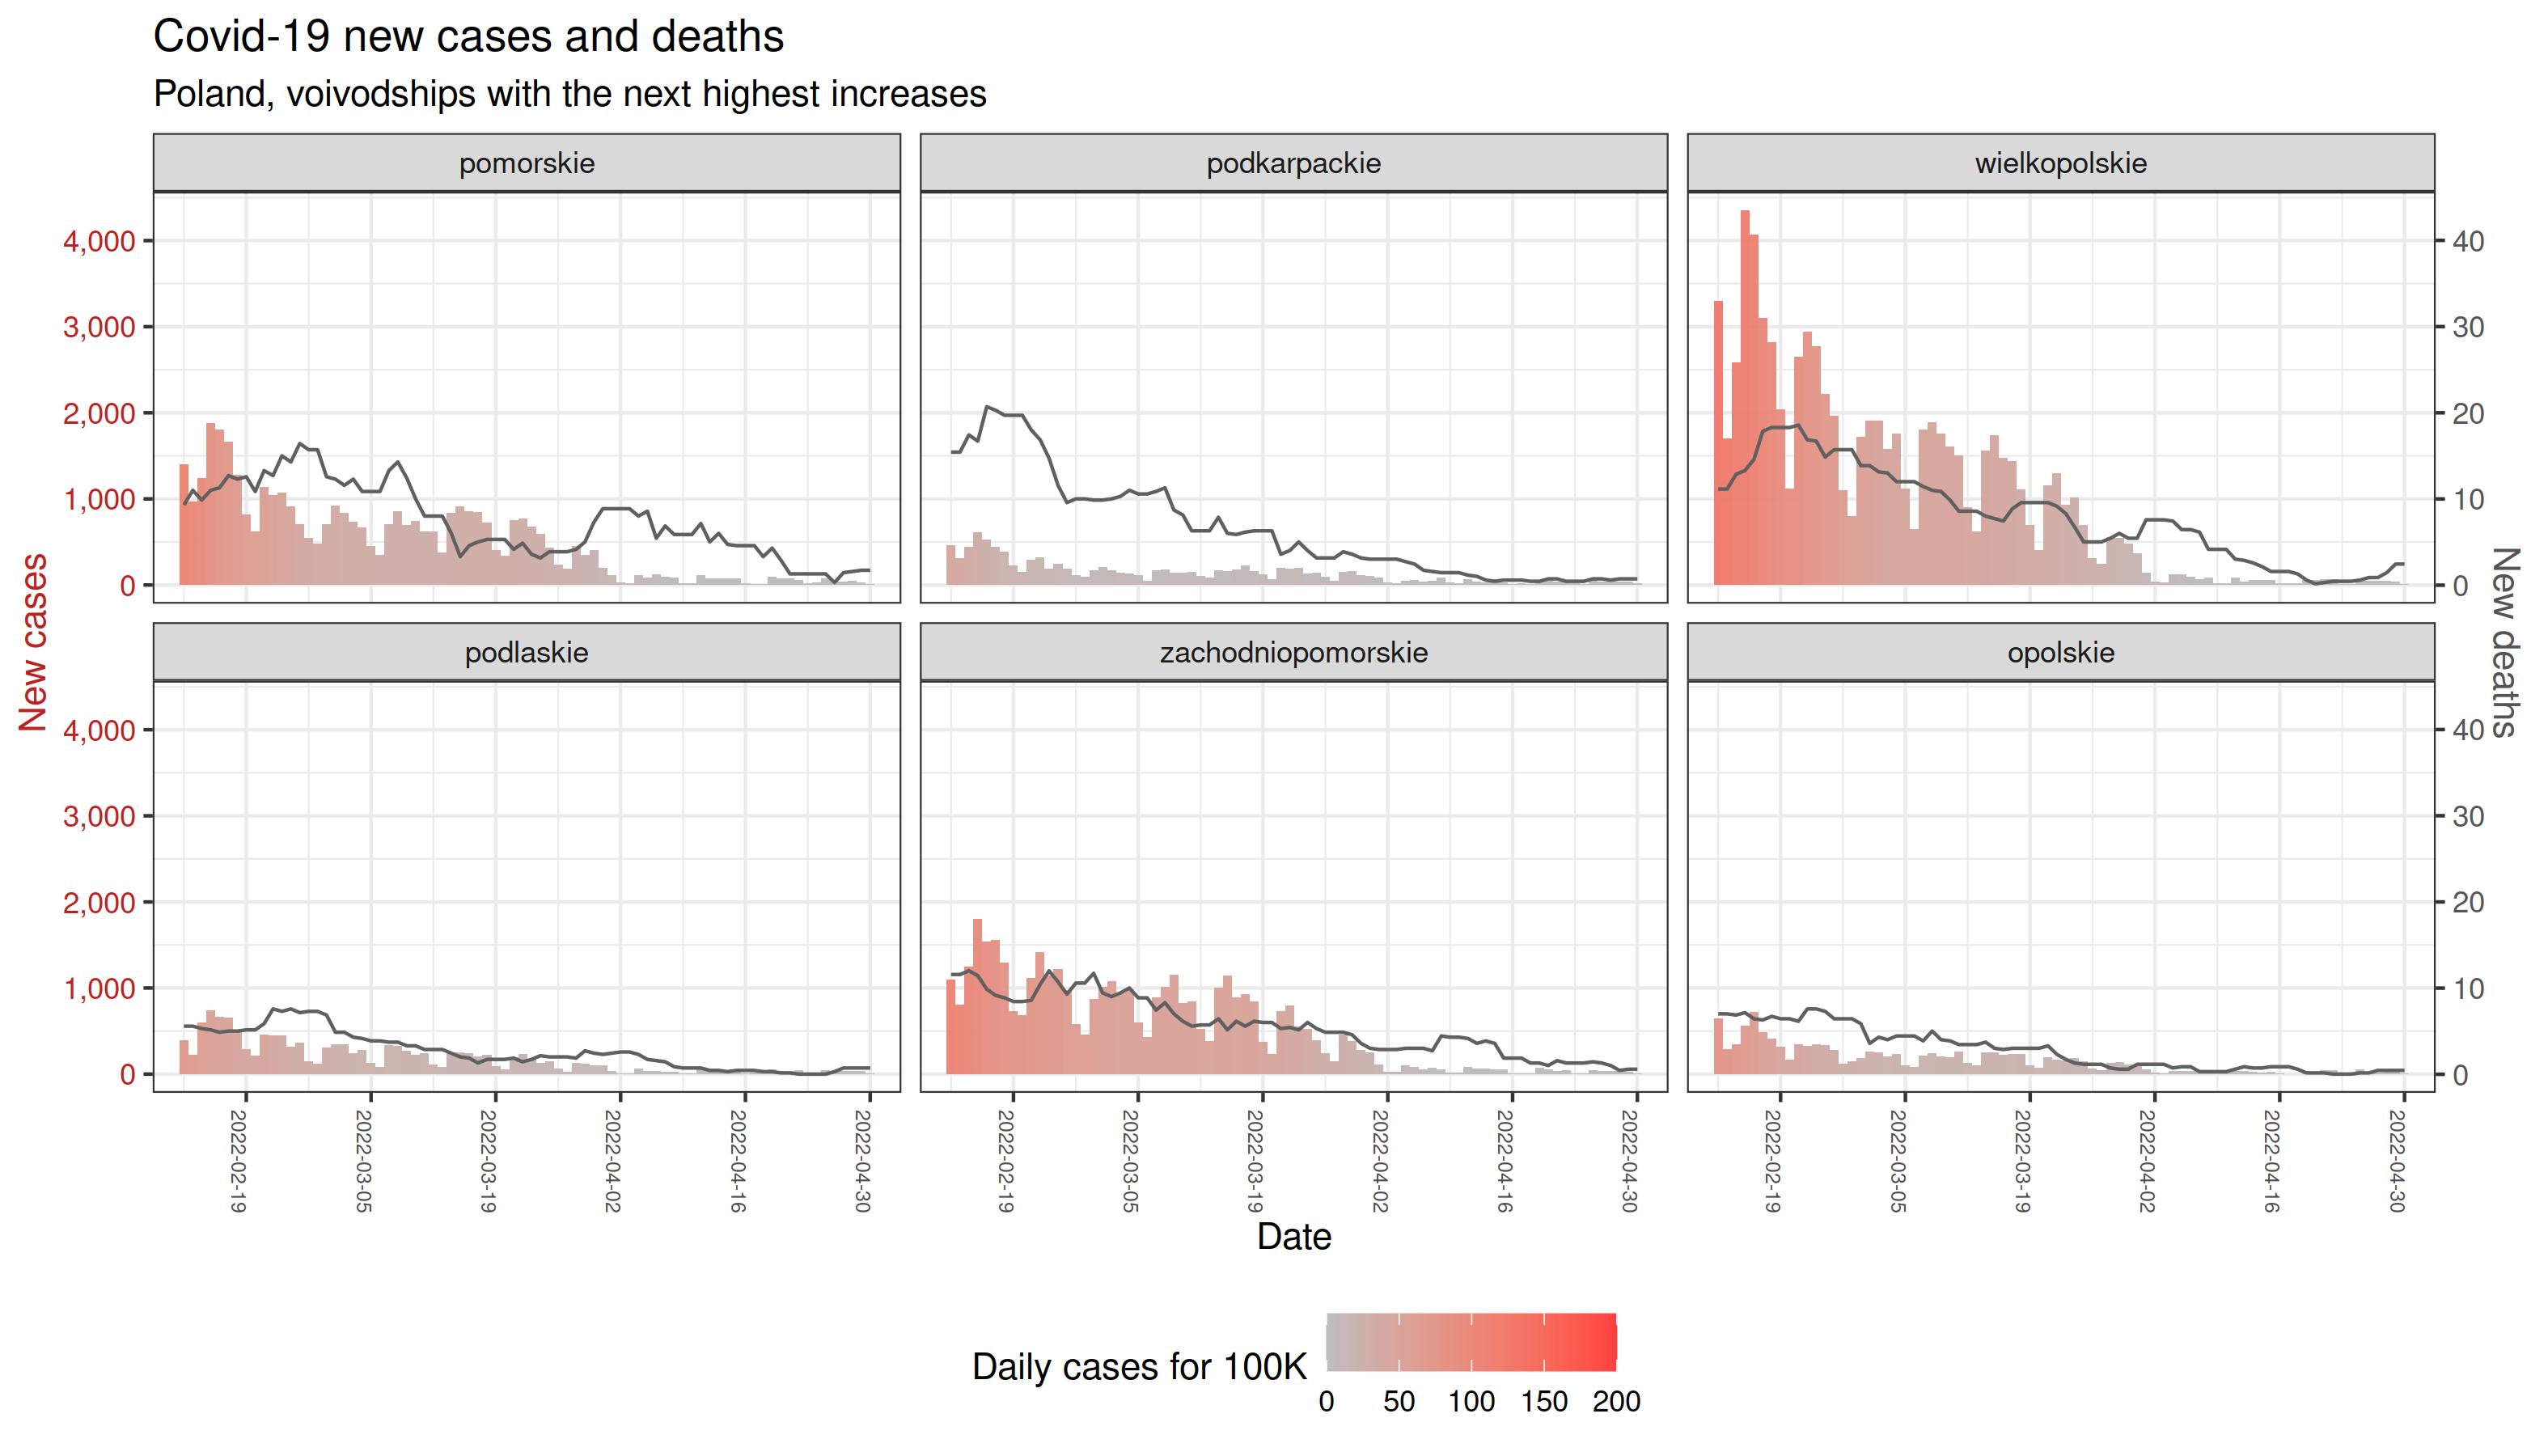 Covid-19 new cases and deaths
Poland, voivodships with the next highest increases
pomorskie
podkarpackie
wielkopolskie
4,000
3,000
2,000
1,000
0
40
30
20
10
0
New cases
New deaths
podlaskie
zachodniopomorskie
opolskie
4,000
3,000
2,000
1,000
0
40
30
20
10
0
2022-02-19
2022-03-05
2022-03-19
2022-04-02
2022-04-16
2022-04-30
2022-02-19
2022-03-05
2022-03-19
2022-04-02
2022-04-16
2022-04-30
2022-02-19
2022-03-05
2022-03-19
2022-04-02
2022-04-16
2022-04-30
Date
Daily cases for 100K
0 50 100 150 200